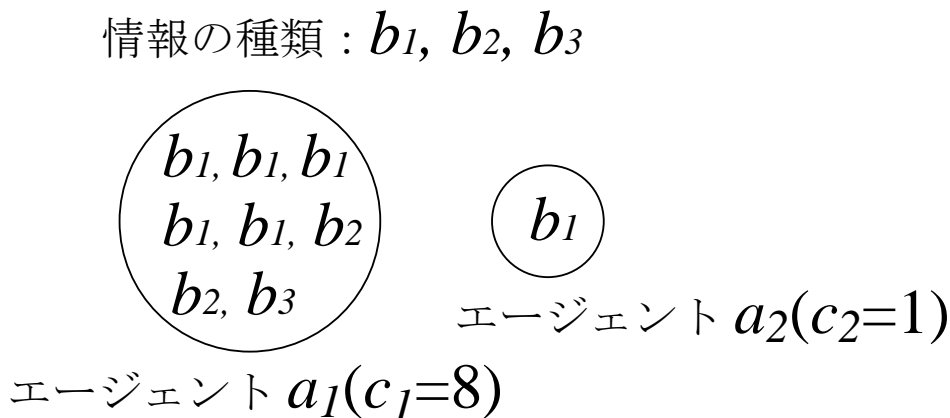 情報の種類：b1, b2, b3
b1, b1, b1
b1, b1, b2
b2, b3
b1
エージェント a2(c2=1)
エージェント a1(c1=8)